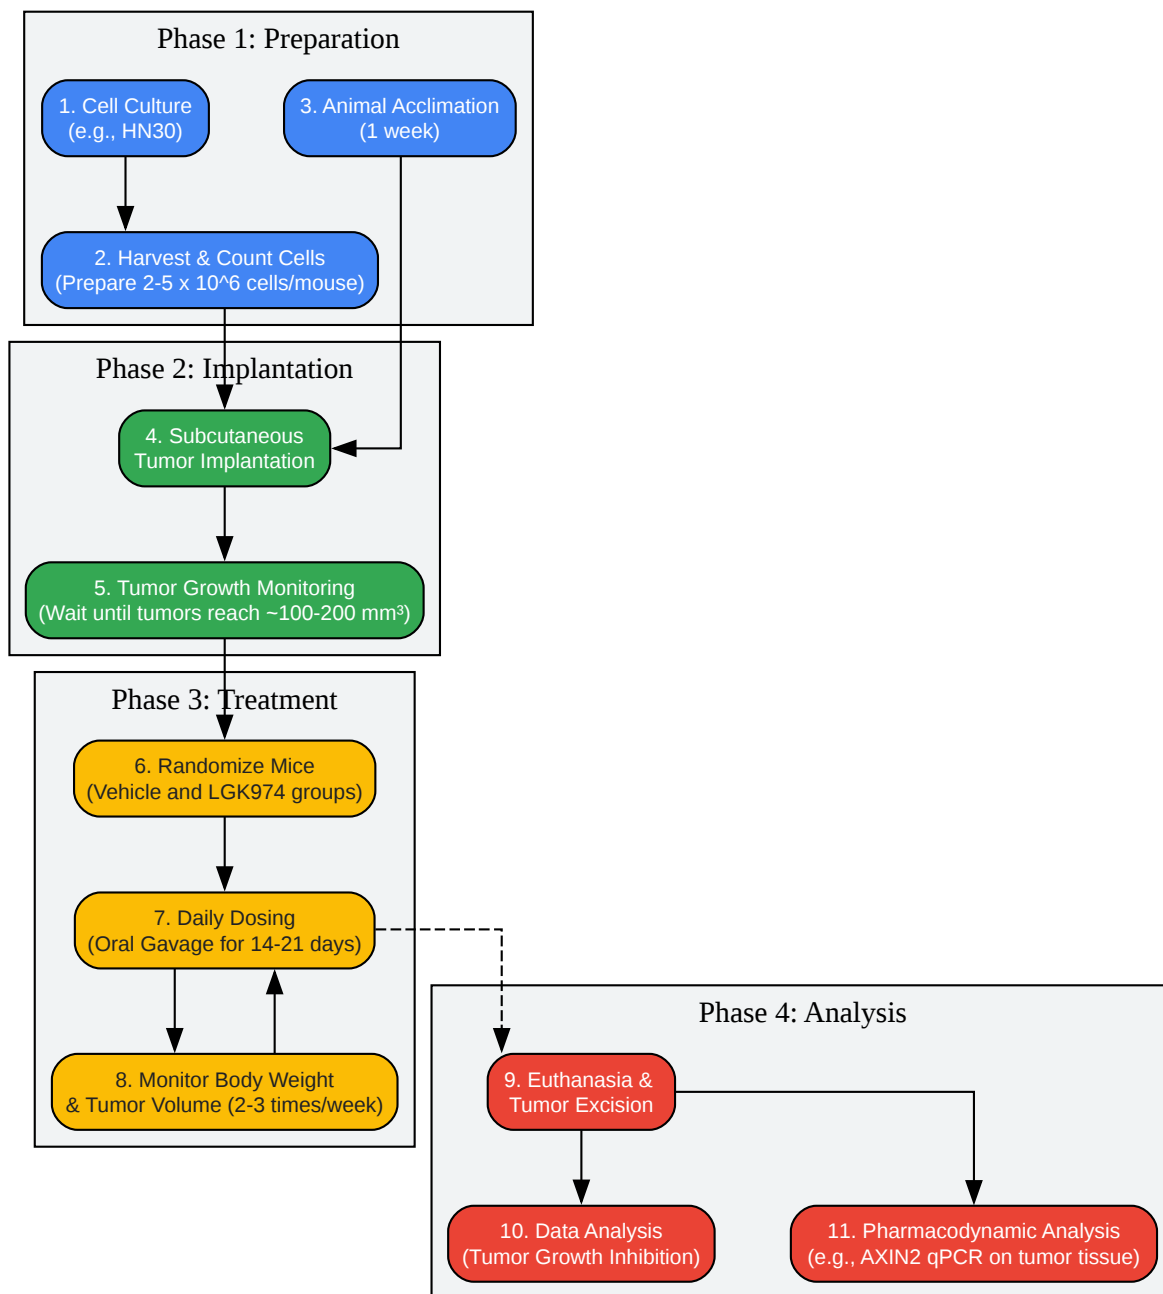 Phase 1: Preparation
1. Cell Culture
(e.g., HN30)
3. Animal Acclimation
(1 week)
2. Harvest & Count Cells
(Prepare 2-5 x 10^6 cells/mouse)
Phase 2: Implantation
4. Subcutaneous
Tumor Implantation
5. Tumor Growth Monitoring
(Wait until tumors reach ~100-200 mm³)
Phase 3: Treatment
6. Randomize Mice
(Vehicle and LGK974 groups)
7. Daily Dosing
(Oral Gavage for 14-21 days)
8. Monitor Body Weight
& Tumor Volume (2-3 times/week)
Phase 4: Analysis
9. Euthanasia &
Tumor Excision
10. Data Analysis
(Tumor Growth Inhibition)
11. Pharmacodynamic Analysis
(e.g., AXIN2 qPCR on tumor tissue)